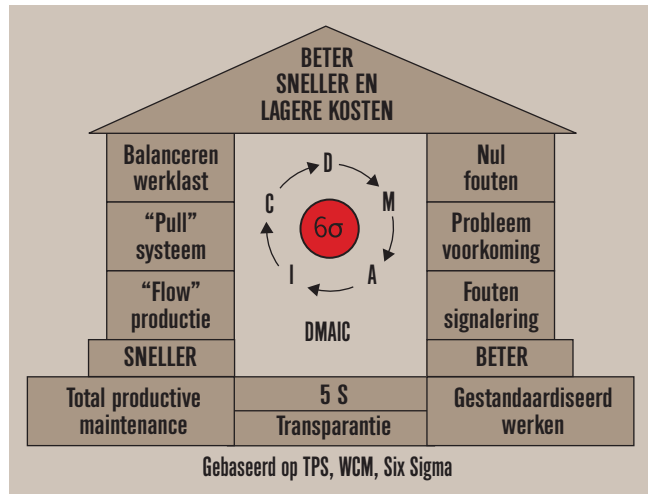 BETER
SNELLER EN
LAGERE KOSTEN
Balanceren
werklast
“Pull”
systeem
“Flow”
productie
SNELLER
D
M
A
I
C
6σ
DMAIC
Nul
fouten
Probleem
voorkoming
Fouten
signalering
BETER
Total productive
maintenance
5 S
Transparantie
Gestandaardiseerd
werken
Gebaseerd op TPS, WCM, Six Sigma